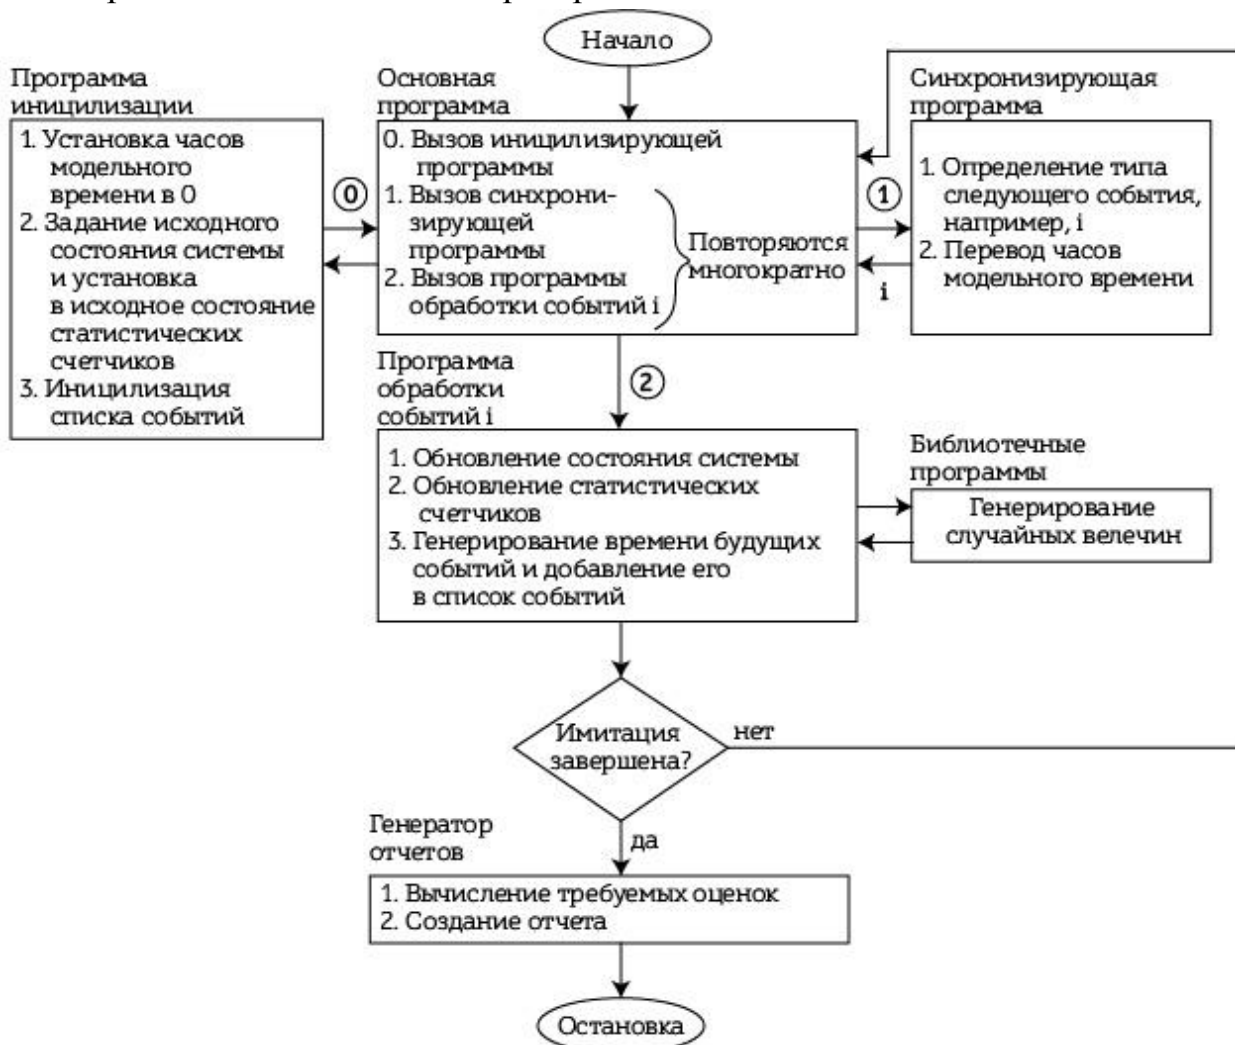 Начало
Программа
инициализации
1. Установка часов
модельного
времени в 0
2. Задание исходного
состояния системы
и установка
в исходное состояние
статистических
счетчиков
3. Иницилизация
списка событий
0
Основная
программа
0. Вызов иницилизирующей
программы
1. Вызов синхрони-
зирующей
программы
2. Вызов программы
обработки событий i
Повторяются
многократно
1
i
Синхронизирующая
программа
1. Определение типа
следующего события,
например, i
2. Перевод часов
модельного времени
2
Программа
обработки
событий i
1. Обновление состояния системы
2. Обновление статистических
счетчиков
3. Генерирование времени будущих
событий и добавление его
в список событий
Библиотечные
программы
Генерирование
случайных велечин
Имитация
завершена?
нет
да
Генератор
отчетов
1. Вычисление требуемых оценок
2. Создание отчета
Остановка